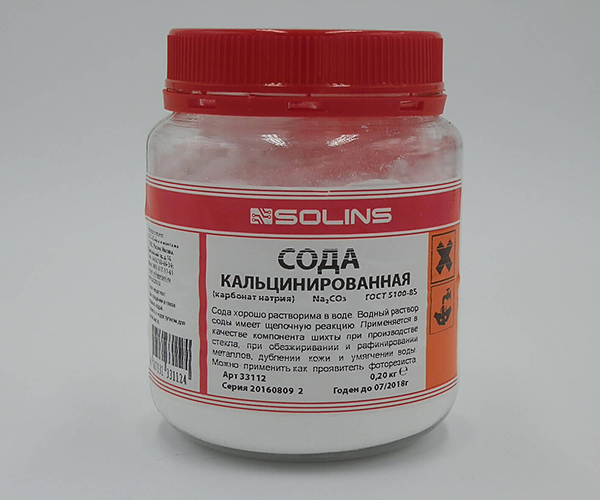 SOLINS
СОДА
КАЛЬЦИНИРОВАННАЯ
(карбонат натрия) Na₂CO₃ ГОСТ 5100-85
Сода хорошо растворима в воде. Водный раствор
соды имеет щелочную реакцию. Применяется в
качестве компонента шихты при производстве
стекла, при обезжиривании и рафинировании
металлов, дублении кожи и умягчении воды.
Можно применить как проявитель фоторезиста.
Арт 33112 0,20 кг
Серия 20160809 2 Годен до 07/2018г